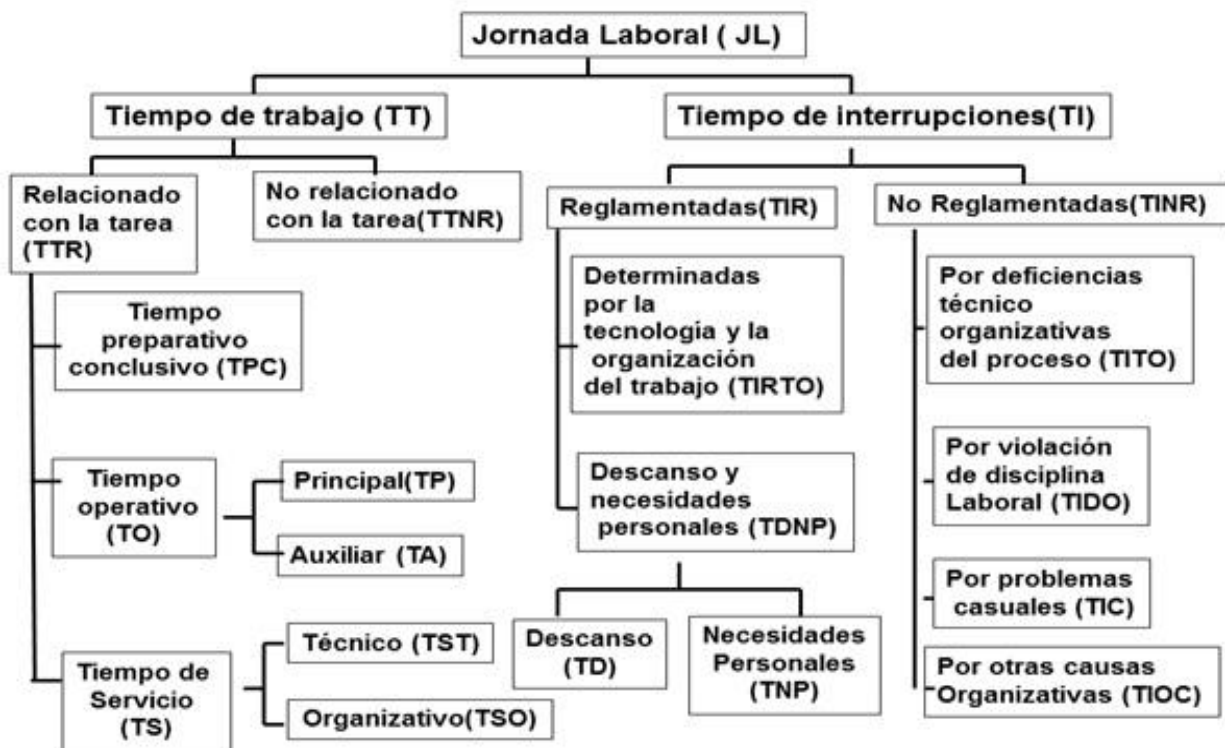 Jornada Laboral ( JL)
Tiempo de trabajo (TT)
Tiempo de interrupciones(TI)
Relacionado
con la tarea
(TTR)
No relacionado
con la tarea(TTNR)
Reglamentadas(TIR)
No Reglamentadas(TINR)
Tiempo
preparativo
conclusivo (TPC)
Determinadas
por la
tecnología y la
organización
del trabajo (TIRTO)
Por deficiencias
técnico
organizativas
del proceso (TITO)
Tiempo
operativo
(TO)
Principal(TP)
Auxiliar (TA)
Descanso y
necesidades
personales (TDNP)
Por violación
de disciplina
Laboral (TIDO)
Tiempo de
Servicio
(TS)
Técnico (TST)
Organizativo(TSO)
Descanso
(TD)
Necesidades
Personales
(TNP)
Por problemas
casuales (TIC)
Por otras causas
Organizativas (TIOC)